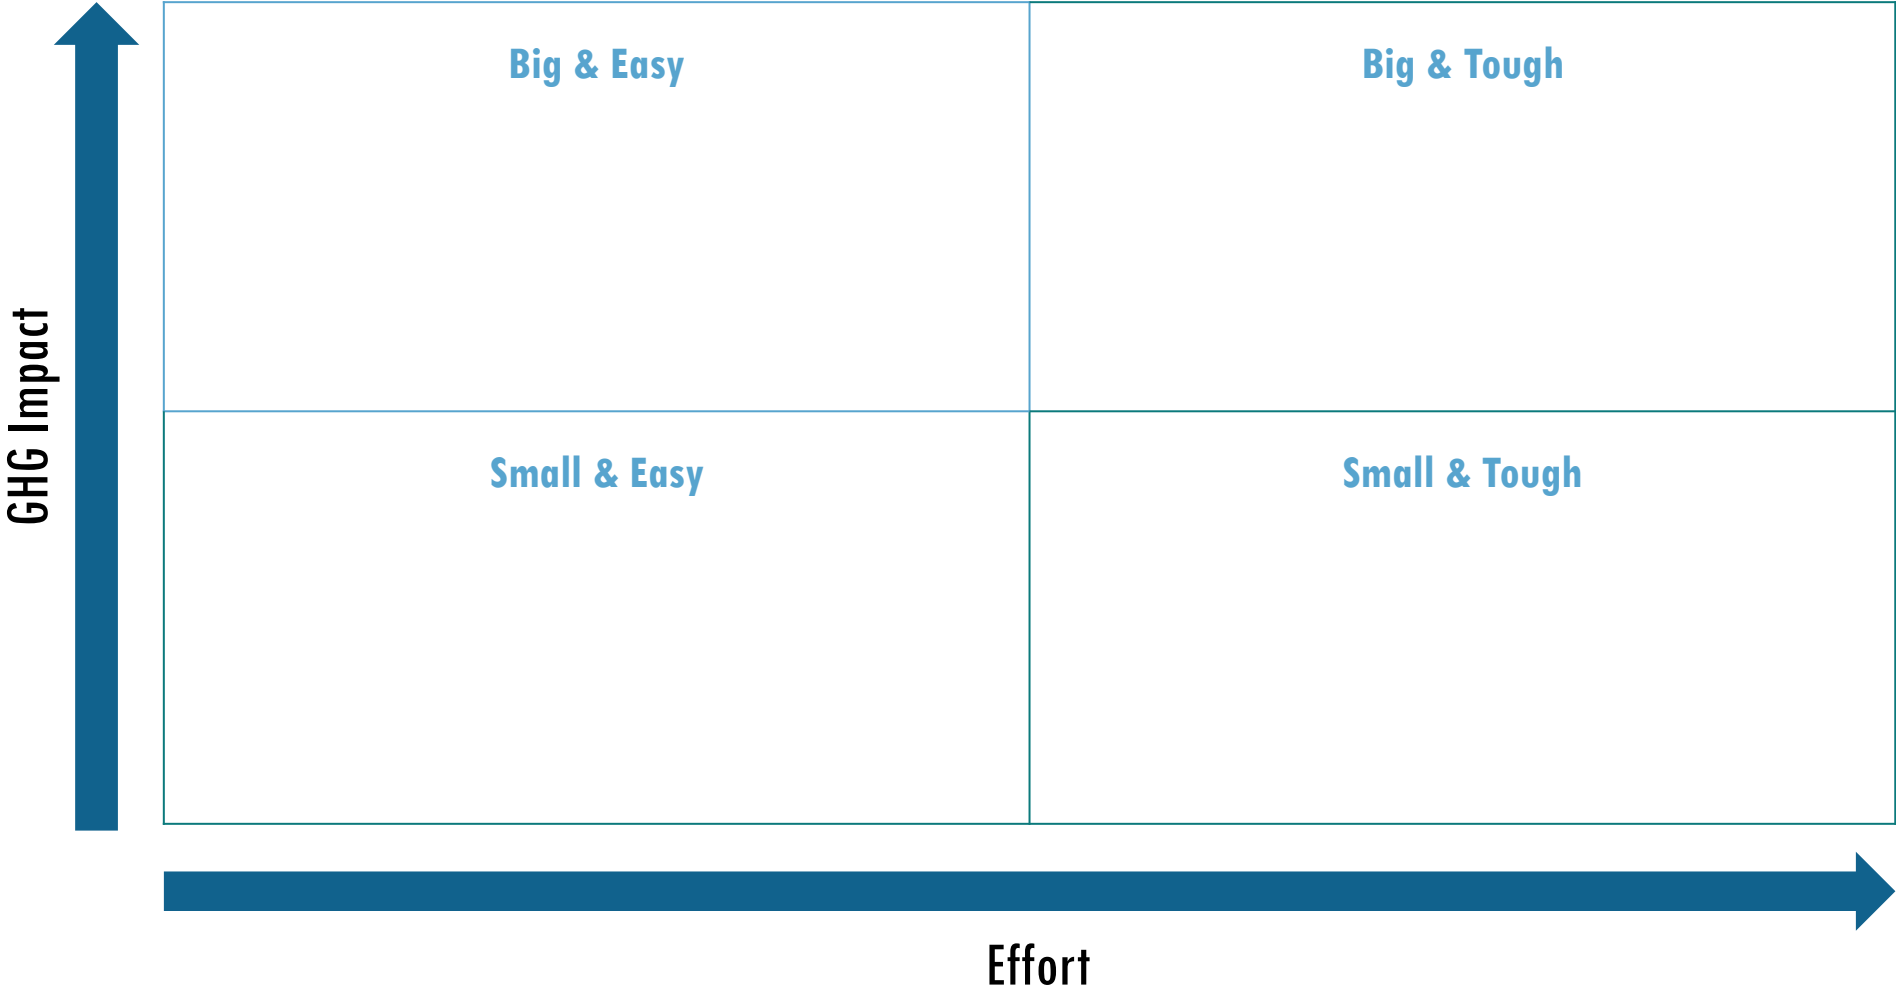 Big & Easy
Big & Tough
GHG Impact
Small & Easy
Small & Tough
Effort